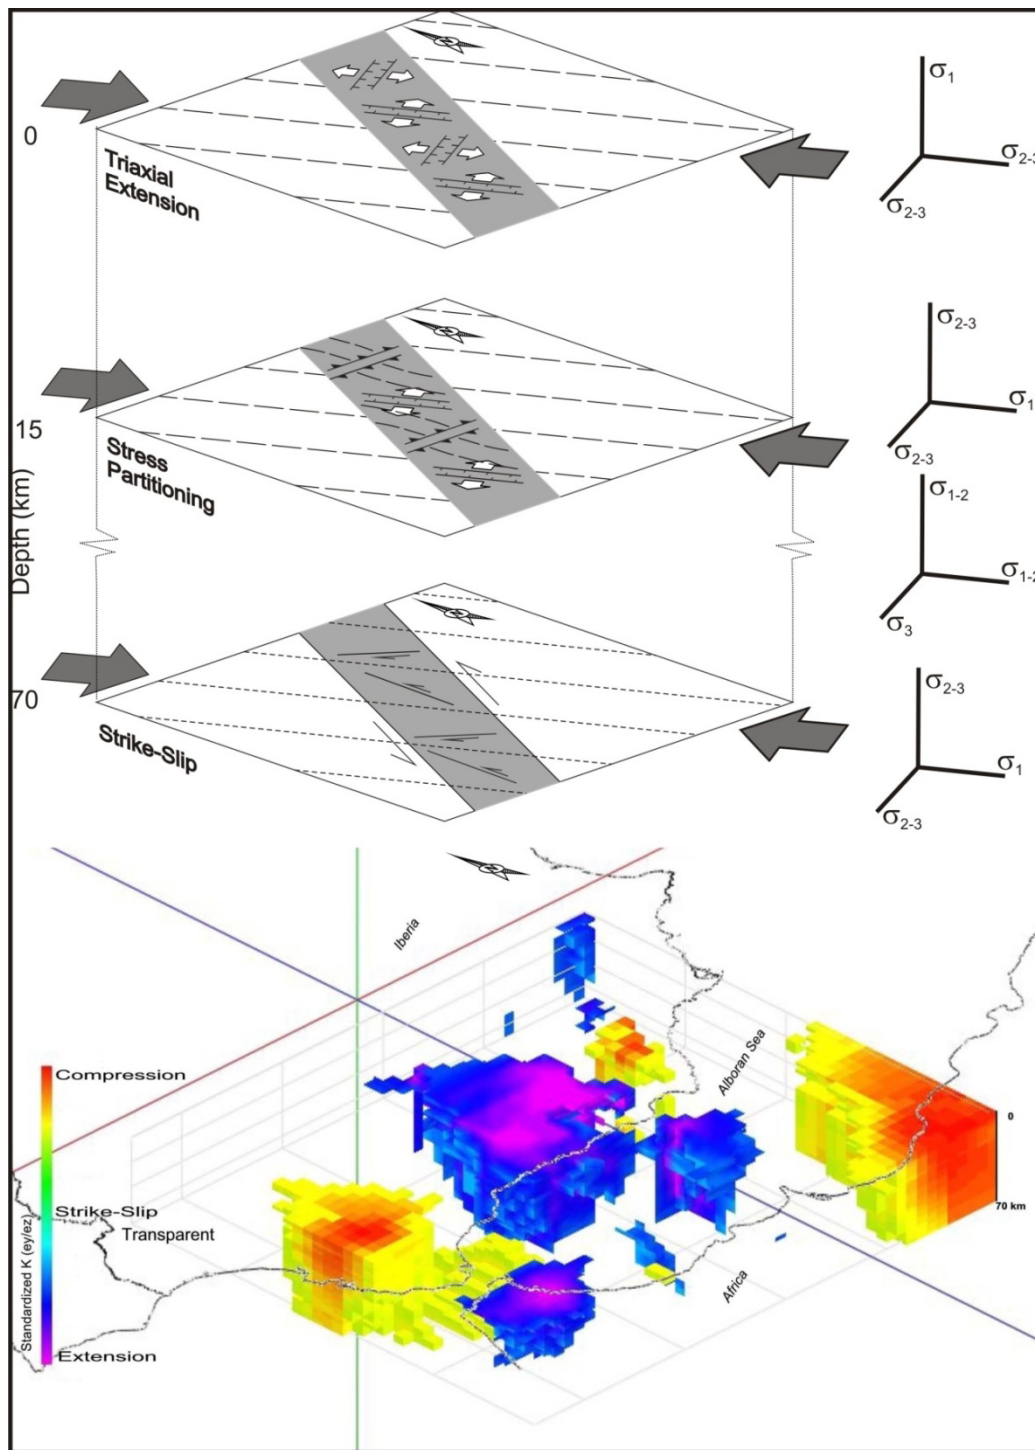 N
σ1
0
σ2-3
Triaxial
Extension
σ2-3
N
σ2-3
15
σ1
Stress
Partitioning
σ2-3
σ1-2
Depth (km)
σ1-2
N
σ3
70
σ2-3
Strike-Slip
σ1
σ2-3
N
Iberia
Alboran Sea
Compression
0
70 km
Strike-Slip
Transparent
Standardized K (ey/ez)
Africa
Extension